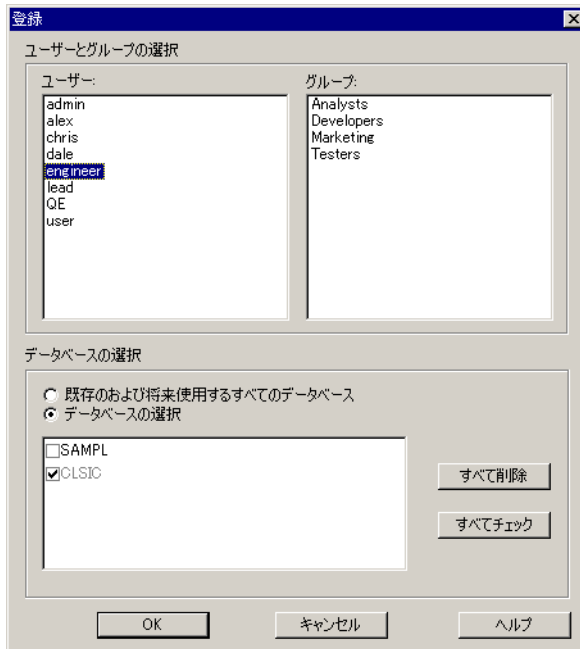 登録
ユーザーとグループの選択
ユーザー:
admin
alex
chris
dale
engineer
lead
QE
user
グループ:
Analysts
Developers
Marketing
Testers
データベースの選択
既存のおよび将来使用するすべてのデータベース
データベースの選択
SAMPL
CLSIC
すべて削除
すべてチェック
OK
キャンセル
ヘルプ